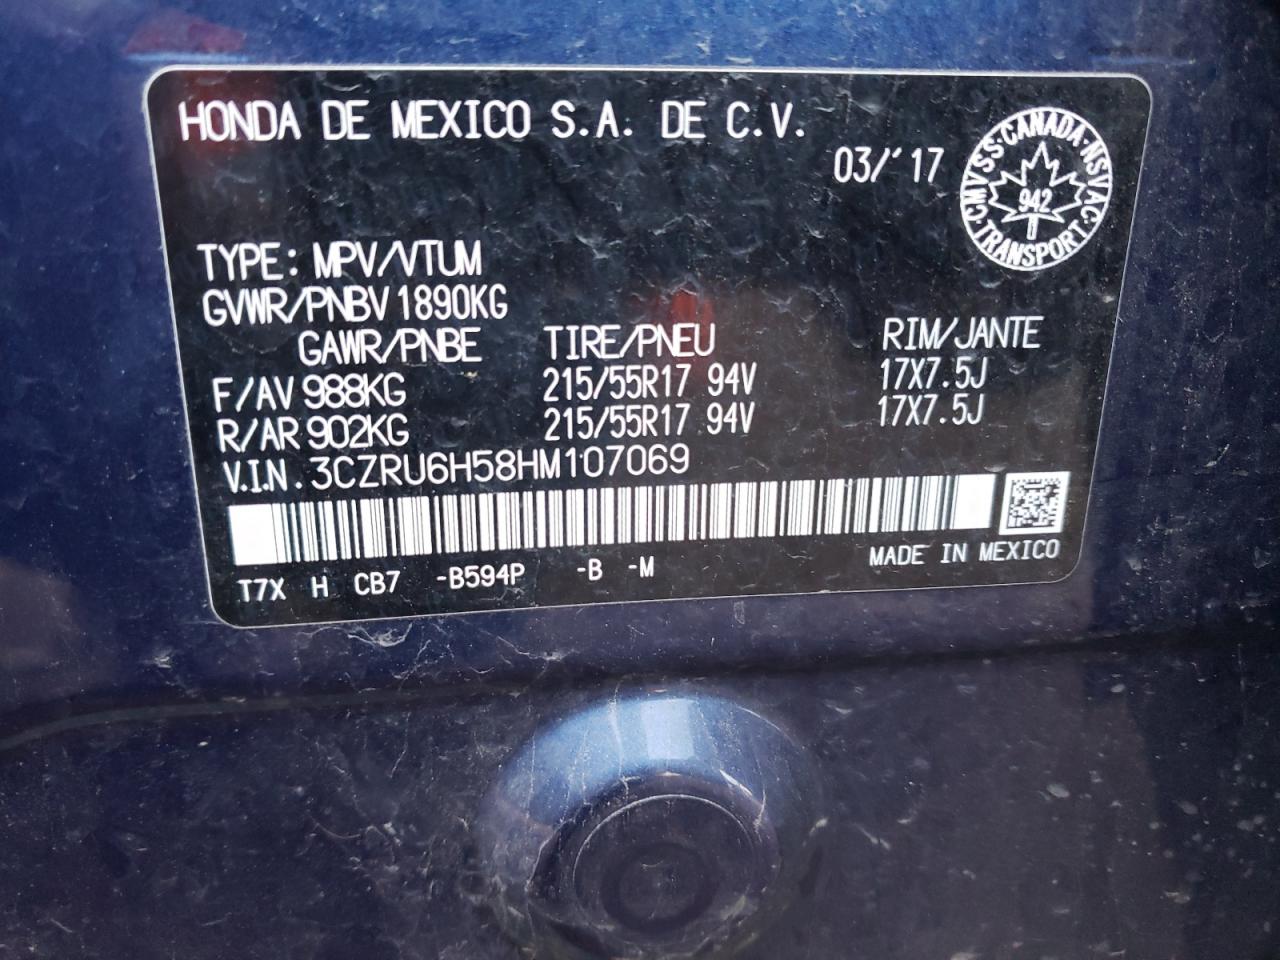 HONDA DE MEXICO S.A. DE C.V.
03/'17
CMVSS·CANADA·NSVAC·TRANSPORT·
942
TYPE: MPV/VTUM
GVWR/PNBV 1890KG
GAWR/PNBE TIRE/PNEU RIM/JANTE
F/AV 988KG 215/55R17 94V 17X7.5J
R/AR 902KG 215/55R17 94V 17X7.5J
V.I.N. 3CZRU6H58HM107069
MADE IN MEXICO
T7X H CB7 -B594P -B -M